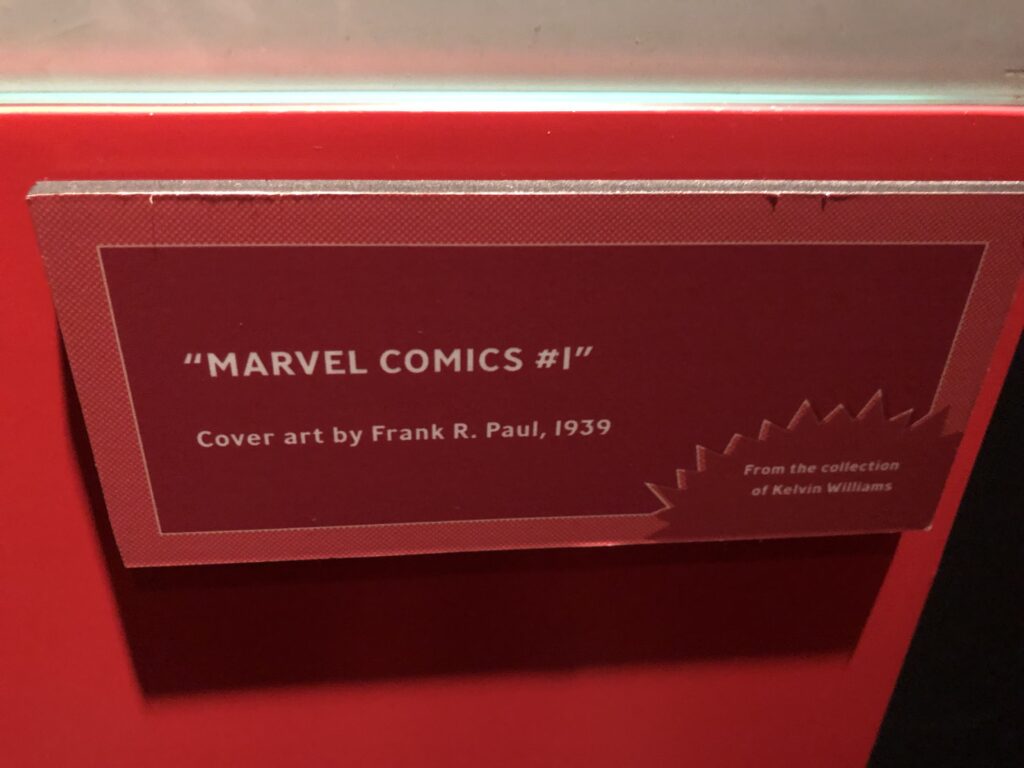 “MARVEL COMICS #1”
Cover art by Frank R. Paul, 1939
From the collection
of Kelvin Williams